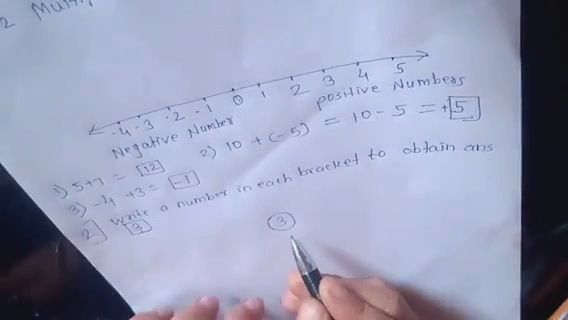 2 Multip
-4 -3 -2 -1 0 1 2 3 4 5
Negative Number positive Numbers
1) 5+7 = 12 2) 10 + (-5) = 10 - 5 = +5
3) -4 +3 = -1
2] Write a number in each bracket to obtain ans
3 3